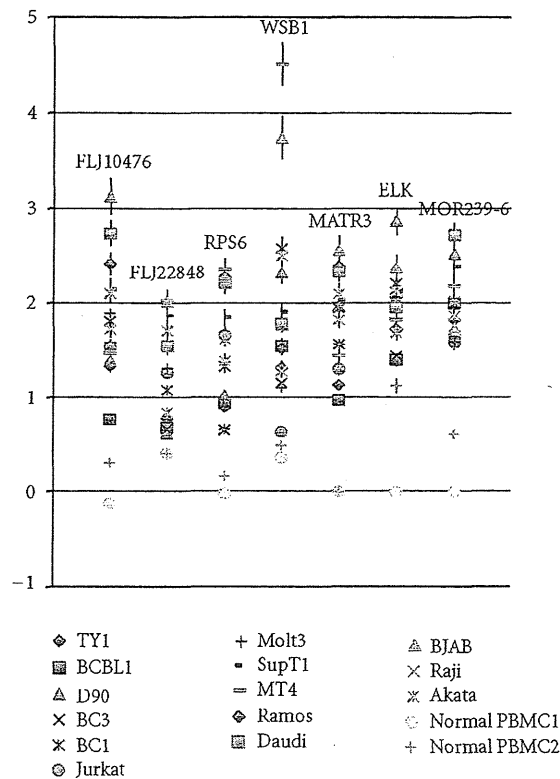 5
WSB1
4
FLJ10476
3
ELK
MOR239-6
RPS6
MATR3
FLJ22848
2
1
0
−1
TY1
BCBL1
D90
BC3
BC1
Jurkat
Molt3
SupT1
MT4
Ramos
Daudi
BJAB
Raji
Akata
Normal PBMC1
Normal PBMC2